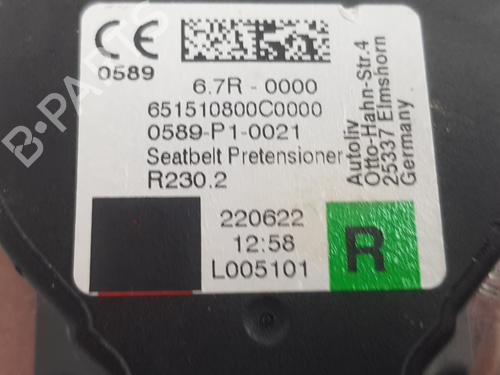 CE
0589
6.7R - 0000
651510800C0000
0589-P1-0021
Seatbelt Pretensioner
R230.2
Autoliv
Otto-Hahn-Str.4
25337 Elmshorn
Germany
220622
12:58
L005101
R
B-PARTS